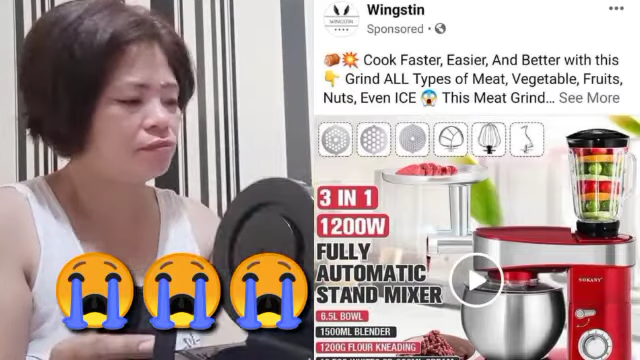 Wingstin
WINGSTIN
Sponsored ·
Cook Faster, Easier, And Better with this
Grind ALL Types of Meat, Vegetable, Fruits,
Nuts, Even ICE 😱 This Meat Grind... See More
3 IN 1
1200W
FULLY
AUTOMATIC
STAND MIXER
6.5L BOWL
1500ML BLENDER
1200G FLOUR KNEADING
SOKANY